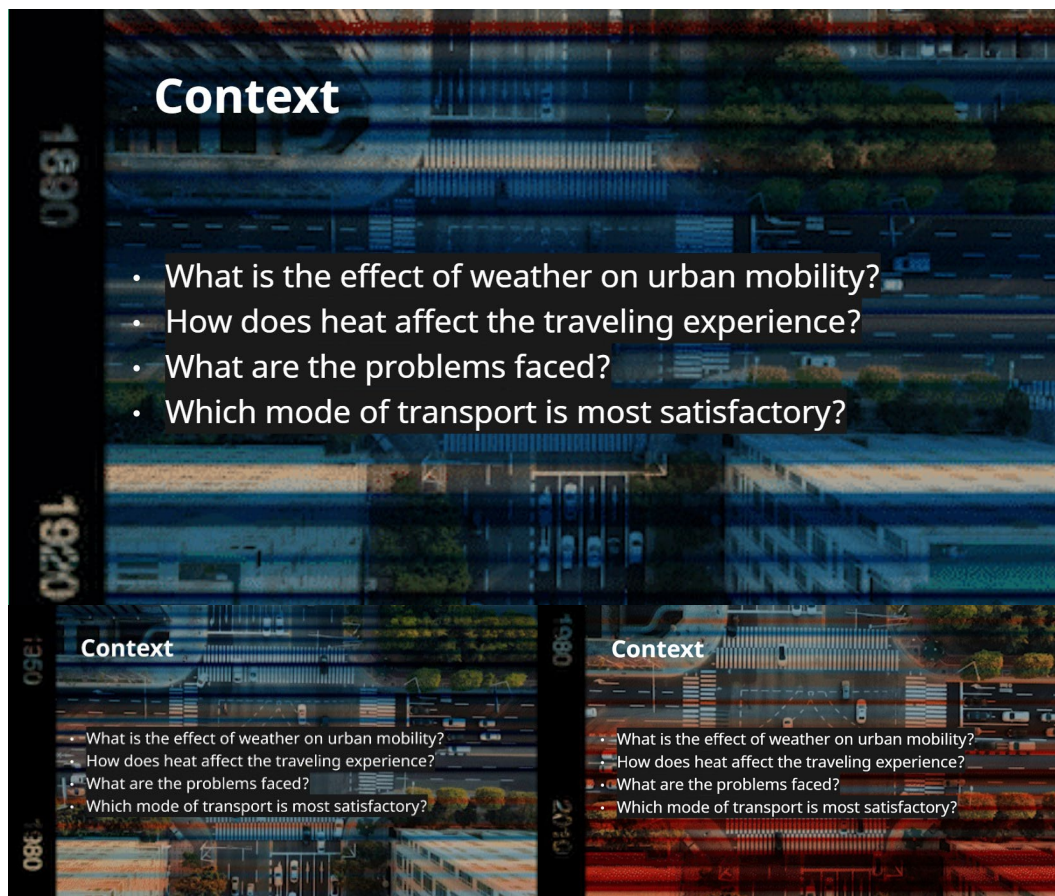 Context
1890
What is the effect of weather on urban mobility?
How does heat affect the traveling experience?
What are the problems faced?
Which mode of transport is most satisfactory?
1920
1950
Context
What is the effect of weather on urban mobility?
How does heat affect the traveling experience?
What are the problems faced?
Which mode of transport is most satisfactory?
1980
1980
Context
What is the effect of weather on urban mobility?
How does heat affect the traveling experience?
What are the problems faced?
Which mode of transport is most satisfactory?
2010